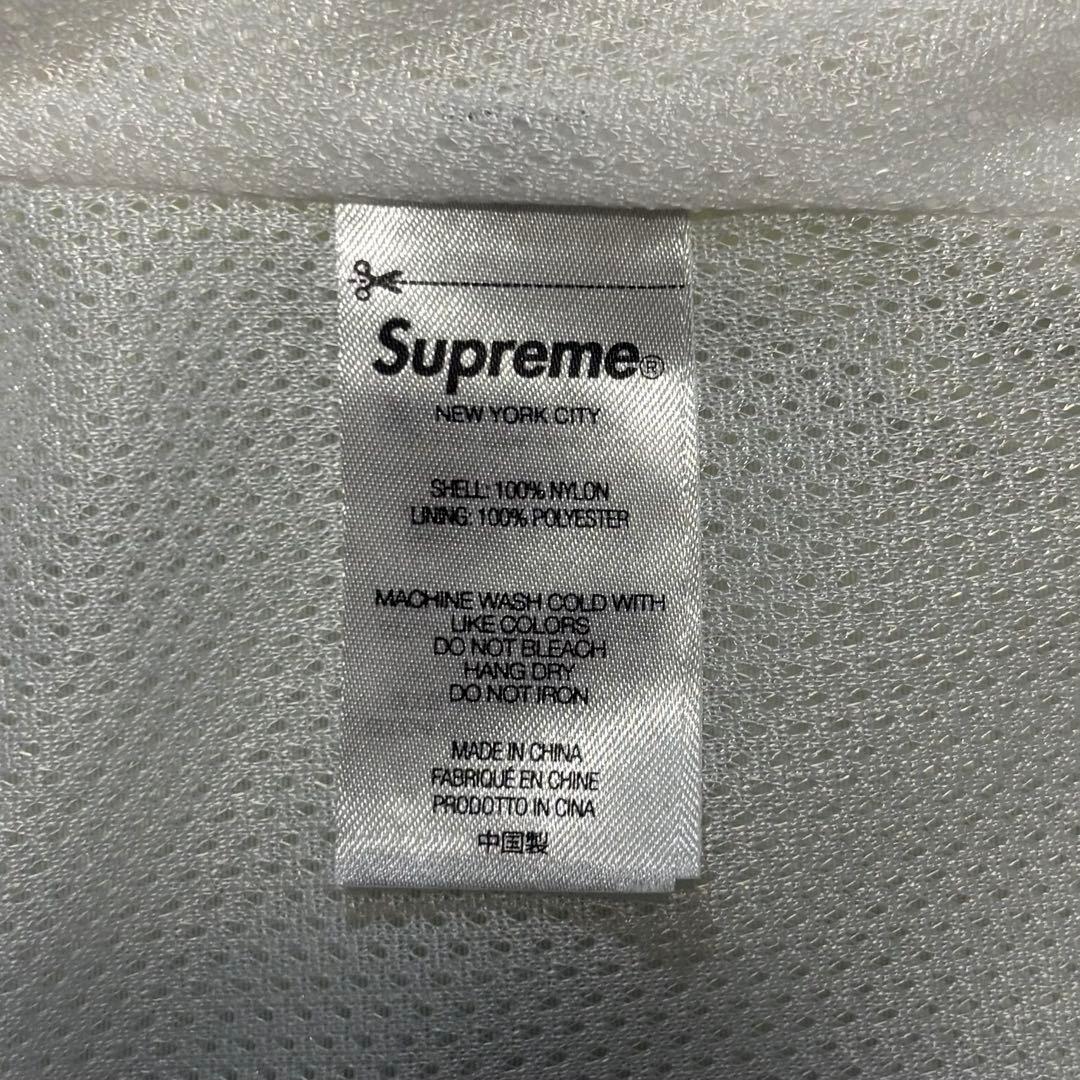 Supreme®
NEW YORK CITY
SHELL: 100% NYLON
LINING: 100% POLYESTER
MACHINE WASH COLD WITH
LIKE COLORS
DO NOT BLEACH
HANG DRY
DO NOT IRON
MADE IN CHINA
FABRIQUÉ EN CHINE
PRODOTTO IN CINA
中国製